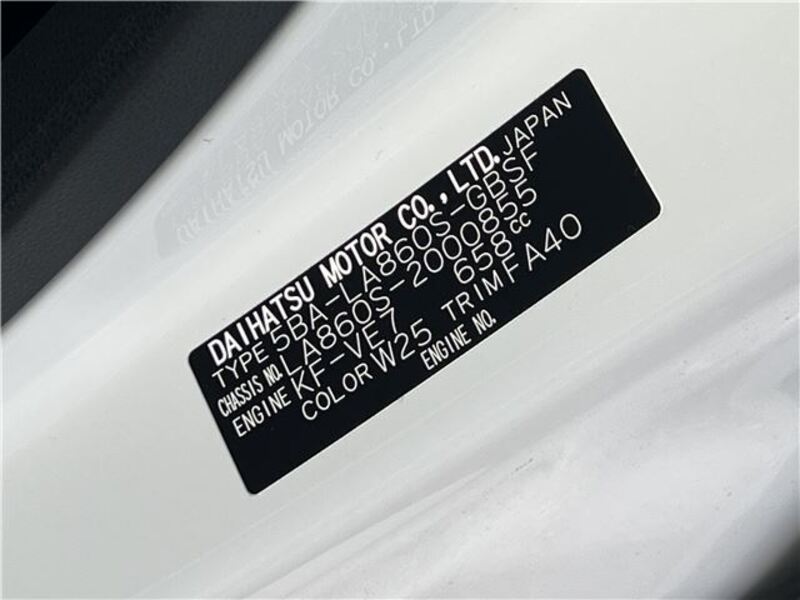 DAIHATSU MOTOR CO., LTD. JAPAN
TYPE 5BA-LA860S-GBSF
CHASSIS NO. LA860S-2000855
ENGINE KF-VE7 658cc
COLOR W25 TRIM FA40
ENGINE NO.